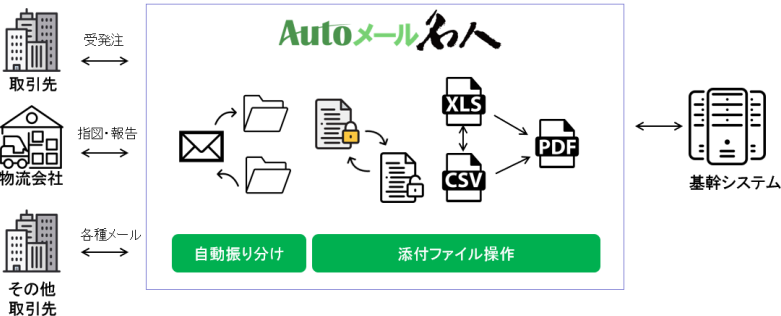 Autoメール名人
受発注
取引先
指図・報告
物流会社
各種メール
その他
取引先
XLS
CSV
PDF
自動振り分け
添付ファイル操作
基幹システム